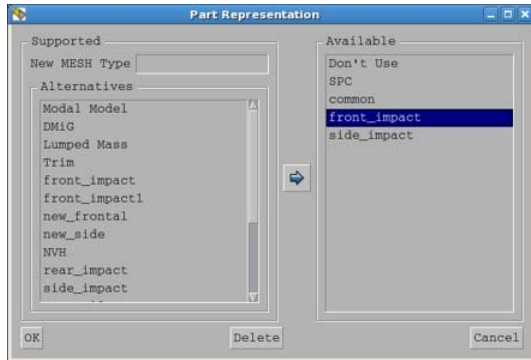 Part Representation
Supported
New MESH Type
Alternatives
Modal Model
DMiG
Lumped Mass
Trim
front_impact
front_impact1
new_frontal
new_side
NVH
rear_impact
side_impact
Available
Don't Use
SPC
common
front_impact
side_impact
OK
Delete
Cancel